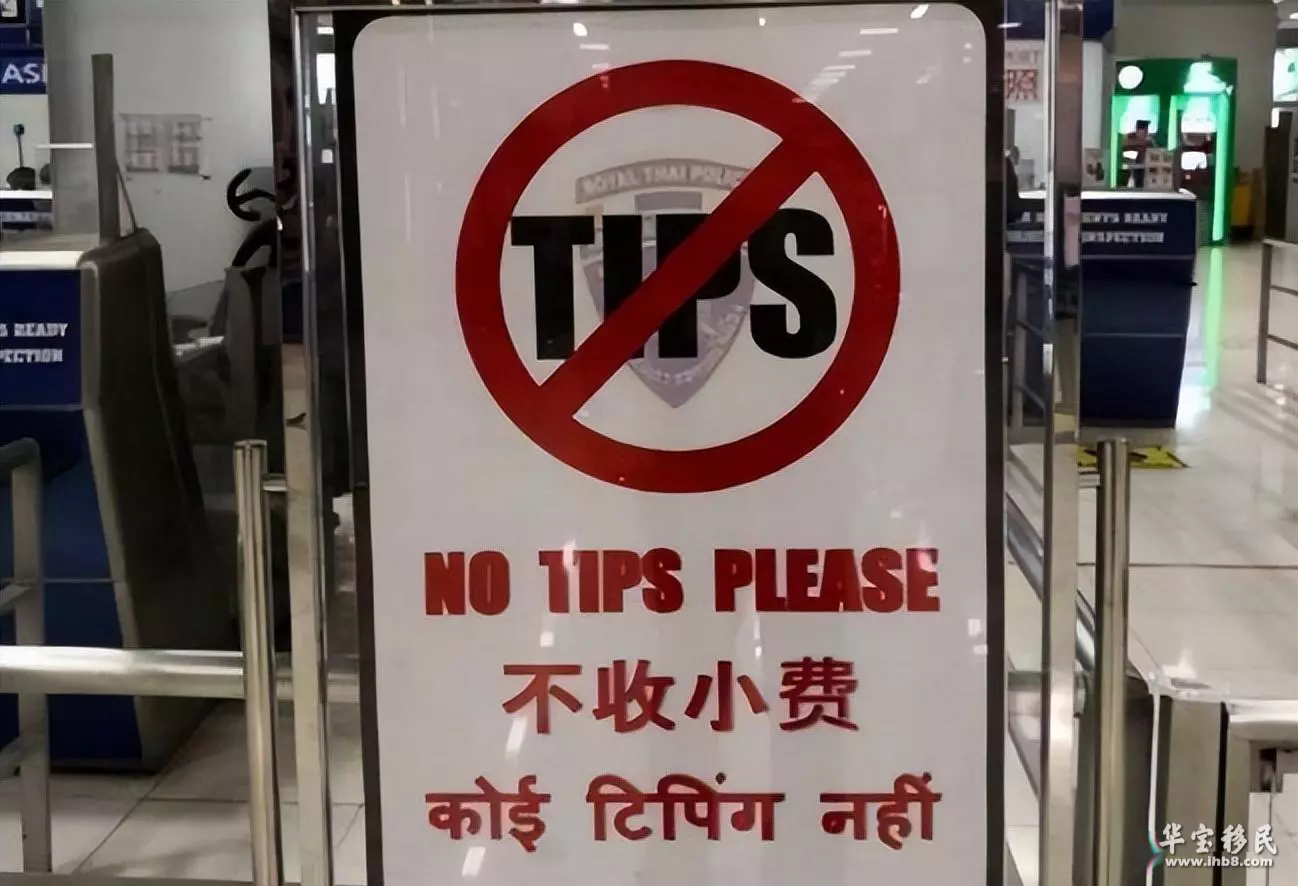 ROYAL THAI POLICE
TIPS
NO TIPS PLEASE
不收小费
कोई टिपिंग नहीं
READY
READY
INSPECTION
华宝移民
www.ihb8.com